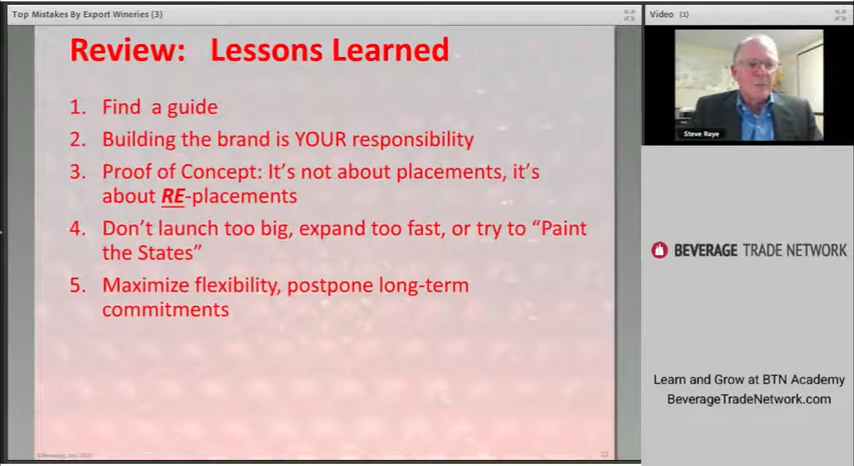 Top Mistakes By Export Wineries (3)
Video (1)
Review: Lessons Learned
1. Find a guide
2. Building the brand is YOUR responsibility
3. Proof of Concept: It's not about placements, it's
about RE-placements
4. Don't launch too big, expand too fast, or try to “Paint
the States”
5. Maximize flexibility, postpone long-term
commitments
22
Steve Raye
BEVERAGE TRADE NETWORK
Learn and Grow at BTN Academy
BeverageTradeNetwork.com